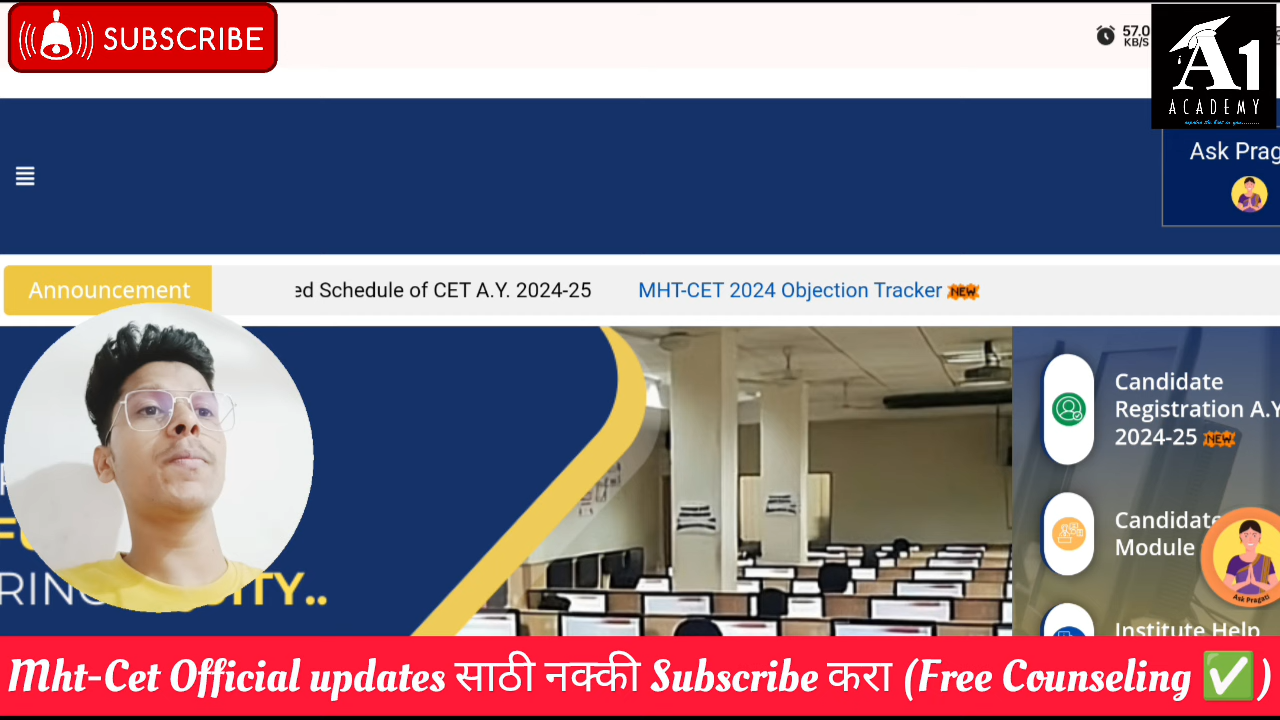 SUBSCRIBE
57.0
KB/S
A1
ACADEMY
Ask Prag
Announcement
ed Schedule of CET A.Y. 2024-25
MHT-CET 2024 Objection Tracker NEW
Candidate
Registration A.Y
2024-25 NEW
Candidate
Module
Ask Pragati
RING
ITY..
Institute Help
Mht-Cet Official updates साठी नक्की Subscribe करा (Free Counseling ✅)